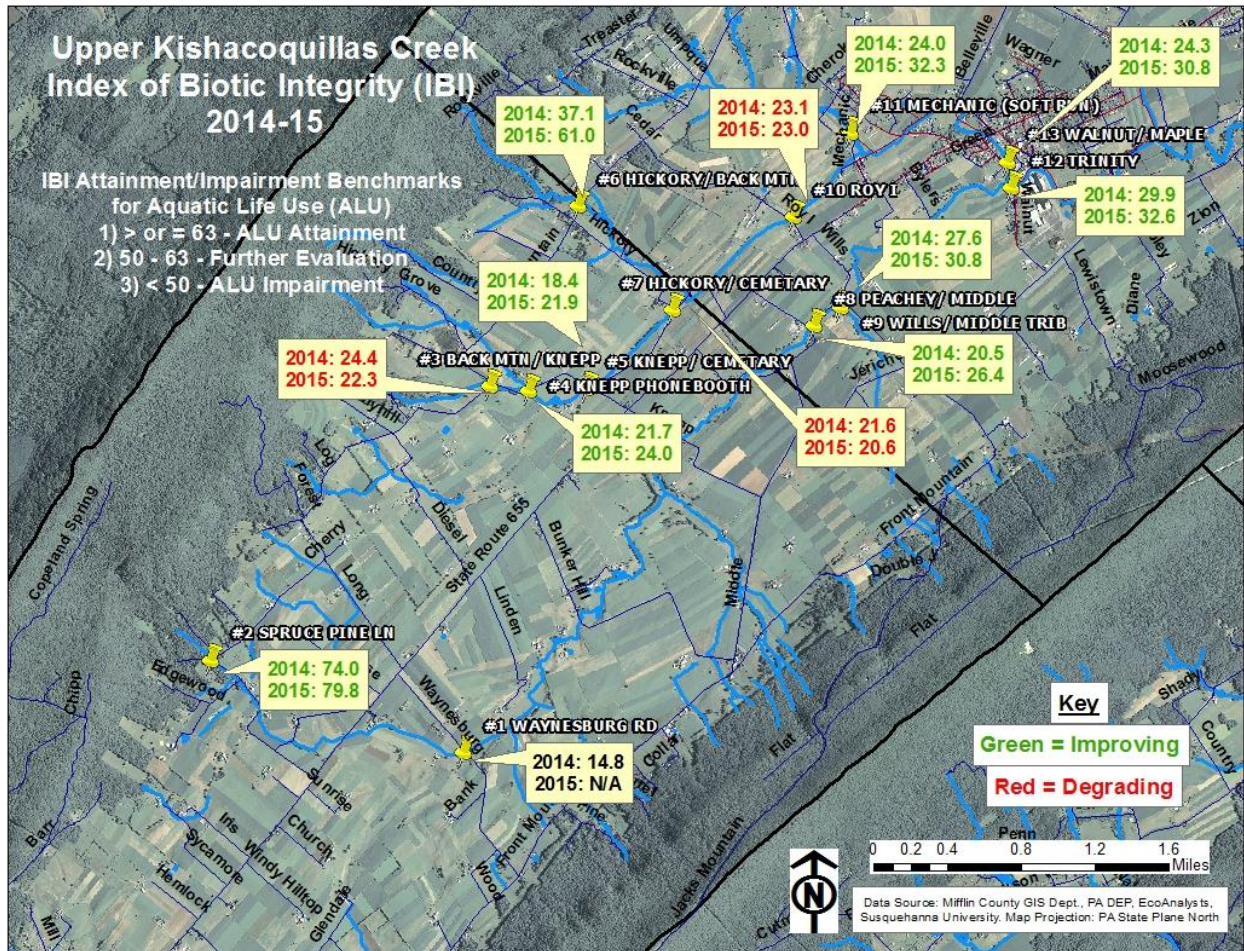 Upper Kishacoquillas Creek
Index of Biotic Integrity (IBI)
2014-15
IBI Attainment/Impairment Benchmarks
for Aquatic Life Use (ALU)
1) > or = 63 - ALU Attainment
2) 50 - 63 - Further Evaluation
3) < 50 - ALU Impairment
Treaster
Rockville
Cedar
Belleville
Wagner
Mechanic
Green
2014: 24.0
2015: 32.3
2014: 24.3
2015: 30.8
2014: 37.1
2015: 61.0
2014: 23.1
2015: 23.0
#11 MECHANIC (SOFT RUN)
#13 WALNUT/ MAPLE
#12 TRINITY
Walnut
2014: 29.9
2015: 32.6
Zion
#6 HICKORY/ BACK MTN
#10 ROY I
Roy I
Wills
Eyles
Hickory
2014: 27.6
2015: 30.8
Lewistown
Diane
Grove
2014: 18.4
2015: 21.9
#7 HICKORY/ CEMETARY
#8 PEACHEY/ MIDDLE
#9 WILLS/ MIDDLE TRIB
Moosewood
2014: 24.4
2015: 22.3
#3 BACK MTN / KNEPP
#5 KNEPP/ CEMETARY
#4 KNEPP PHONEBOOTH
2014: 20.5
2015: 26.4
2014: 21.7
2015: 24.0
2014: 21.6
2015: 20.6
Log
Forest
Cherry
Long
Diesel
State Route 655
Bunker Hill
Linden
Middle
Front Mountain
Double J
Flat
Copeland Spring
#2 SPRUCE PINE LN
Edgewood
2014: 74.0
2015: 79.8
Chipp
Waynesburg
#1 WAYNESBURG RD
2014: 14.8
2015: N/A
Bank
Collar
Flat
Front Mou
Wood
Sunrise
Church
Iris
Windy Hilltop
Sycamore
Hemlock
Glendale
Barr
Mill
Jacks Mountain
Shady
Country
Penn
Key
Green = Improving
Red = Degrading
0 0.2 0.4 0.8 1.2 1.6
Miles
N
Data Source: Mifflin County GIS Dept., PA DEP, EcoAnalysts,
Susquehanna University. Map Projection: PA State Plane North